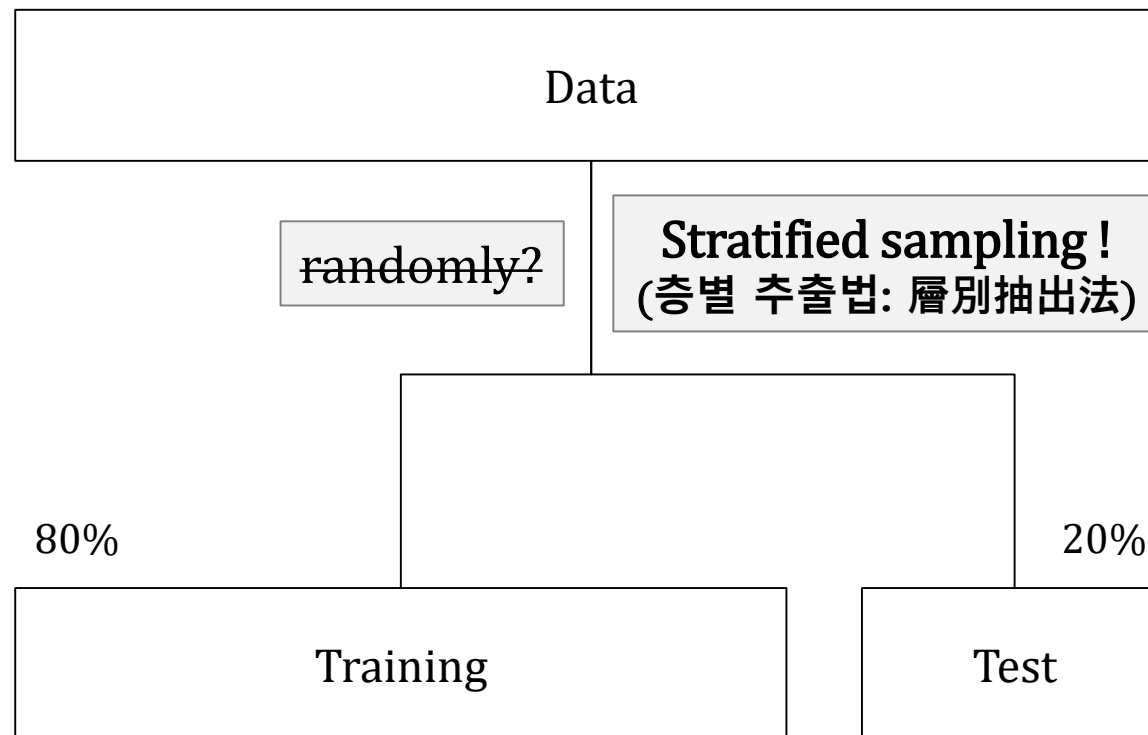 Data
randomly?
Stratified sampling !
(층별 추출법: 層別抽出法)
80%
20%
Training
Test